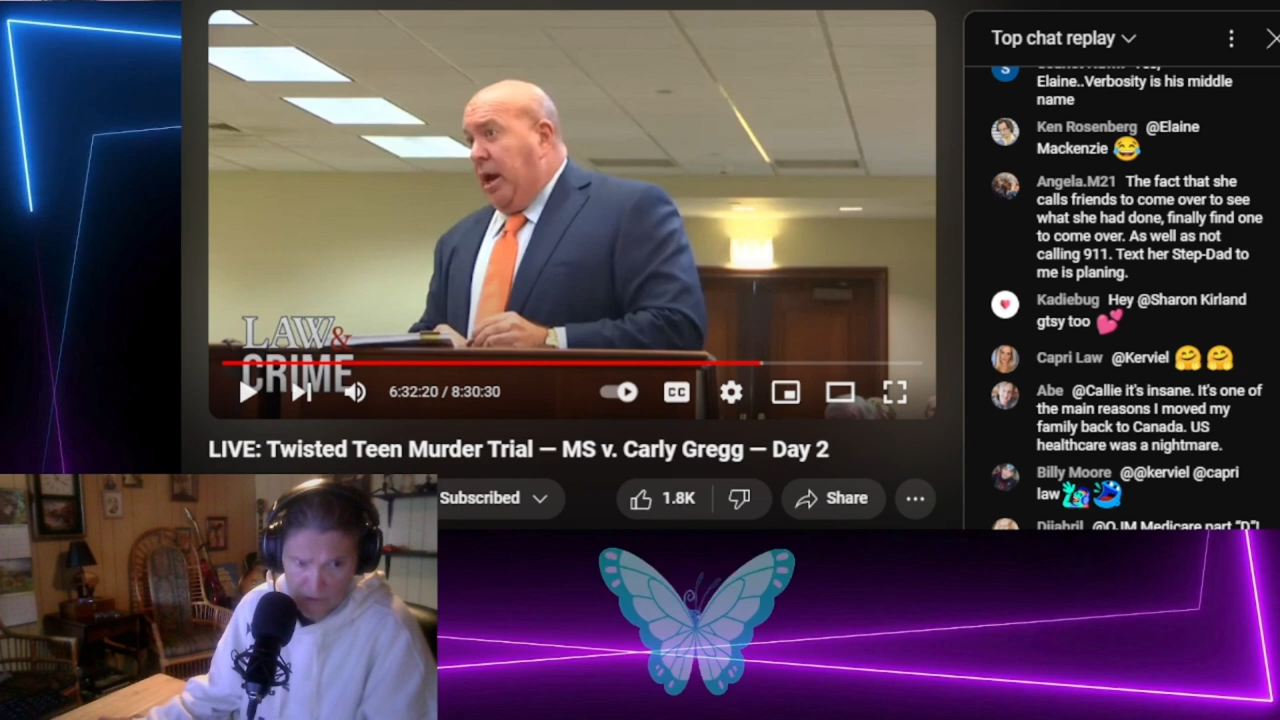 Top chat replay
Elaine..Verbosity is his middle
name
Ken Rosenberg @Elaine
Mackenzie
Angela.M21 The fact that she
calls friends to come over to see
what she had done, finally find one
to come over. As well as not
calling 911. Text her Step-Dad to
me is planing.
Kadiebug Hey @Sharon Kirland
gtsy too
Capri Law @Kerviel
Abe @Callie it's insane. It's one of
the main reasons I moved my
family back to Canada. US
healthcare was a nightmare.
Billy Moore @@kerviel @capri
law
Djjahril @OJM Medicare part "D"I
LAW&
CRIME
6:32:20 / 8:30:30
CC
LIVE: Twisted Teen Murder Trial — MS v. Carly Gregg — Day 2
Subscribed
1.8K
Share